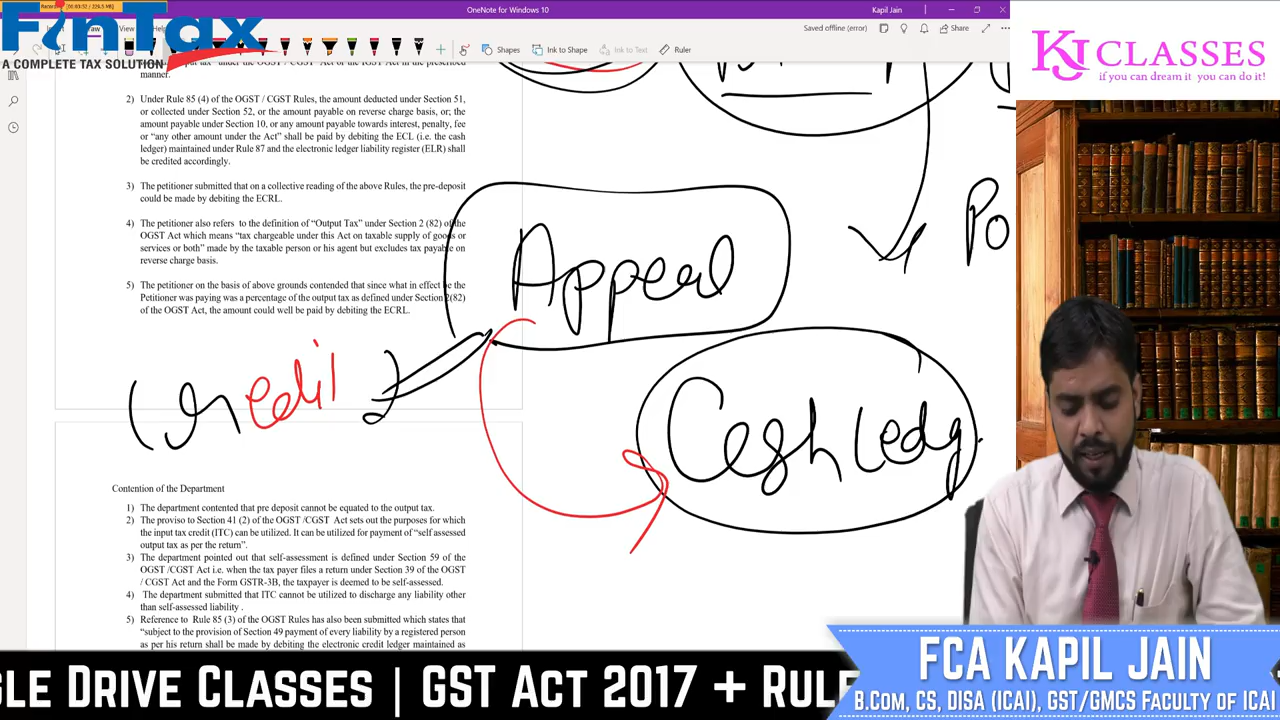 OneNote for Windows 10
Kapil Jain
FinTax
A COMPLETE TAX SOLUTION
Saved offline (error)
Share
Shapes
Ink to Shape
Ink to Text
Ruler
KJ CLASSES
if you can dream it you can do it!
manner.
2) Under Rule 85 (4) of the OGST / CGST Rules, the amount deducted under Section 51,
or collected under Section 52, or the amount payable on reverse charge basis, or; the
amount payable under Section 10, or any amount payable towards interest, penalty, fee
or “any other amount under the Act” shall be paid by debiting the ECL (i.e. the cash
ledger) maintained under Rule 87 and the electronic ledger liability register (ELR) shall
be credited accordingly.
3) The petitioner submitted that on a collective reading of the above Rules, the pre-deposit
could be made by debiting the ECRL.
4) The petitioner also refers to the definition of “Output Tax” under Section 2 (82) of the
OGST Act which means “tax chargeable under this Act on taxable supply of goods or
services or both” made by the taxable person or his agent but excludes tax payable on
reverse charge basis.
5) The petitioner on the basis of above grounds contended that since what in effect be the
Petitioner was paying was a percentage of the output tax as defined under Section 2(82)
of the OGST Act, the amount could well be paid by debiting the ECRL.
Appeal
Po
Credit
Cash Ledg
Contention of the Department
1) The department contented that pre deposit cannot be equated to the output tax.
2) The proviso to Section 41 (2) of the OGST /CGST Act sets out the purposes for which
the input tax credit (ITC) can be utilized. It can be utilized for payment of “self assessed
output tax as per the return”.
3) The department pointed out that self-assessment is defined under Section 59 of the
OGST /CGST Act i.e. when the tax payer files a return under Section 39 of the OGST
/ CGST Act and the Form GSTR-3B, the taxpayer is deemed to be self-assessed.
4) The department submitted that ITC cannot be utilized to discharge any liability other
than self-assessed liability .
5) Reference to Rule 85 (3) of the OGST Rules has also been submitted which states that
“subject to the provision of Section 49 payment of every liability by a registered person
as per his return shall be made by debiting the electronic credit ledger maintained as
GLE DRIVE CLASSES | GST ACT 2017 + RULE
FCA KAPIL JAIN
B.COM, CS, DISA (ICAI), GST/GMCS FACULTY OF ICAI